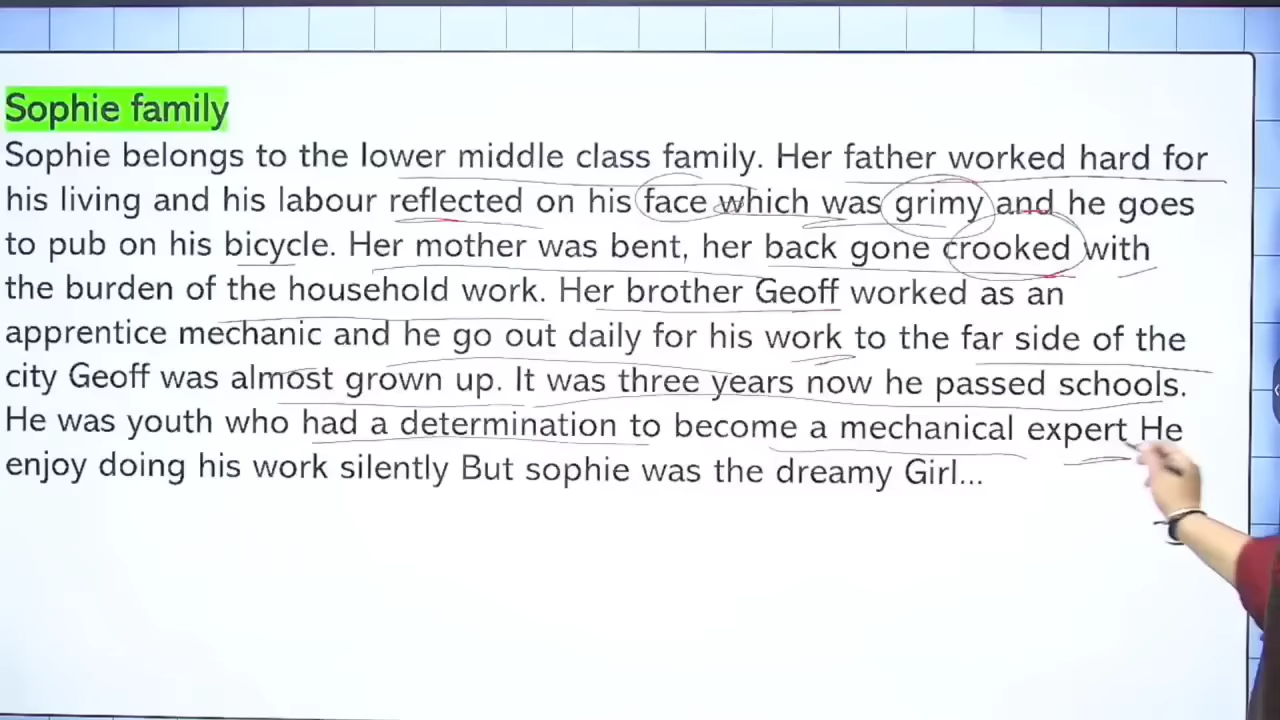 Sophie family
Sophie belongs to the lower middle class family. Her father worked hard for
his living and his labour reflected on his face which was grimy and he goes
to pub on his bicycle. Her mother was bent, her back gone crooked with
the burden of the household work. Her brother Geoff worked as an
apprentice mechanic and he go out daily for his work to the far side of the
city Geoff was almost grown up. It was three years now he passed schools.
He was youth who had a determination to become a mechanical expert He
enjoy doing his work silently But sophie was the dreamy Girl...